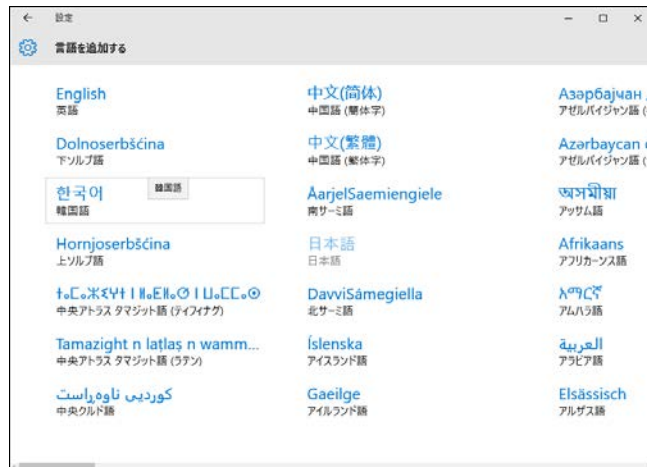 設定
言語を追加する
English
英語
中文(简体)
中国語 (簡体字)
Азәрбајҹан
アゼルバイジャン語 (
Dolnoserbšćina
下ソルブ語
中文(繁體)
中国語 (繁体字)
Azərbaycan
アゼルバイジャン語 (
한국어
韓国語
韓国語
ÅarjelSaemiengiele
南サーミ語
অসমীয়া
アッサム語
Hornjoserbšćina
上ソルブ語
日本語
日本語
Afrikaans
アフリカーンス語
中央アトラス タマジット語 (ティフィナグ)
DavviSámegiella
北サーミ語
አማርኛ
アムハラ語
Tamazight n laṭlaṣ n wamm...
中央アトラス タマジット語 (ラテン)
Íslenska
アイスランド語
العربية
アラビア語
کوردیی ناوەڕاست
中央クルド語
Gaeilge
アイルランド語
Elsässisch
アルザス語